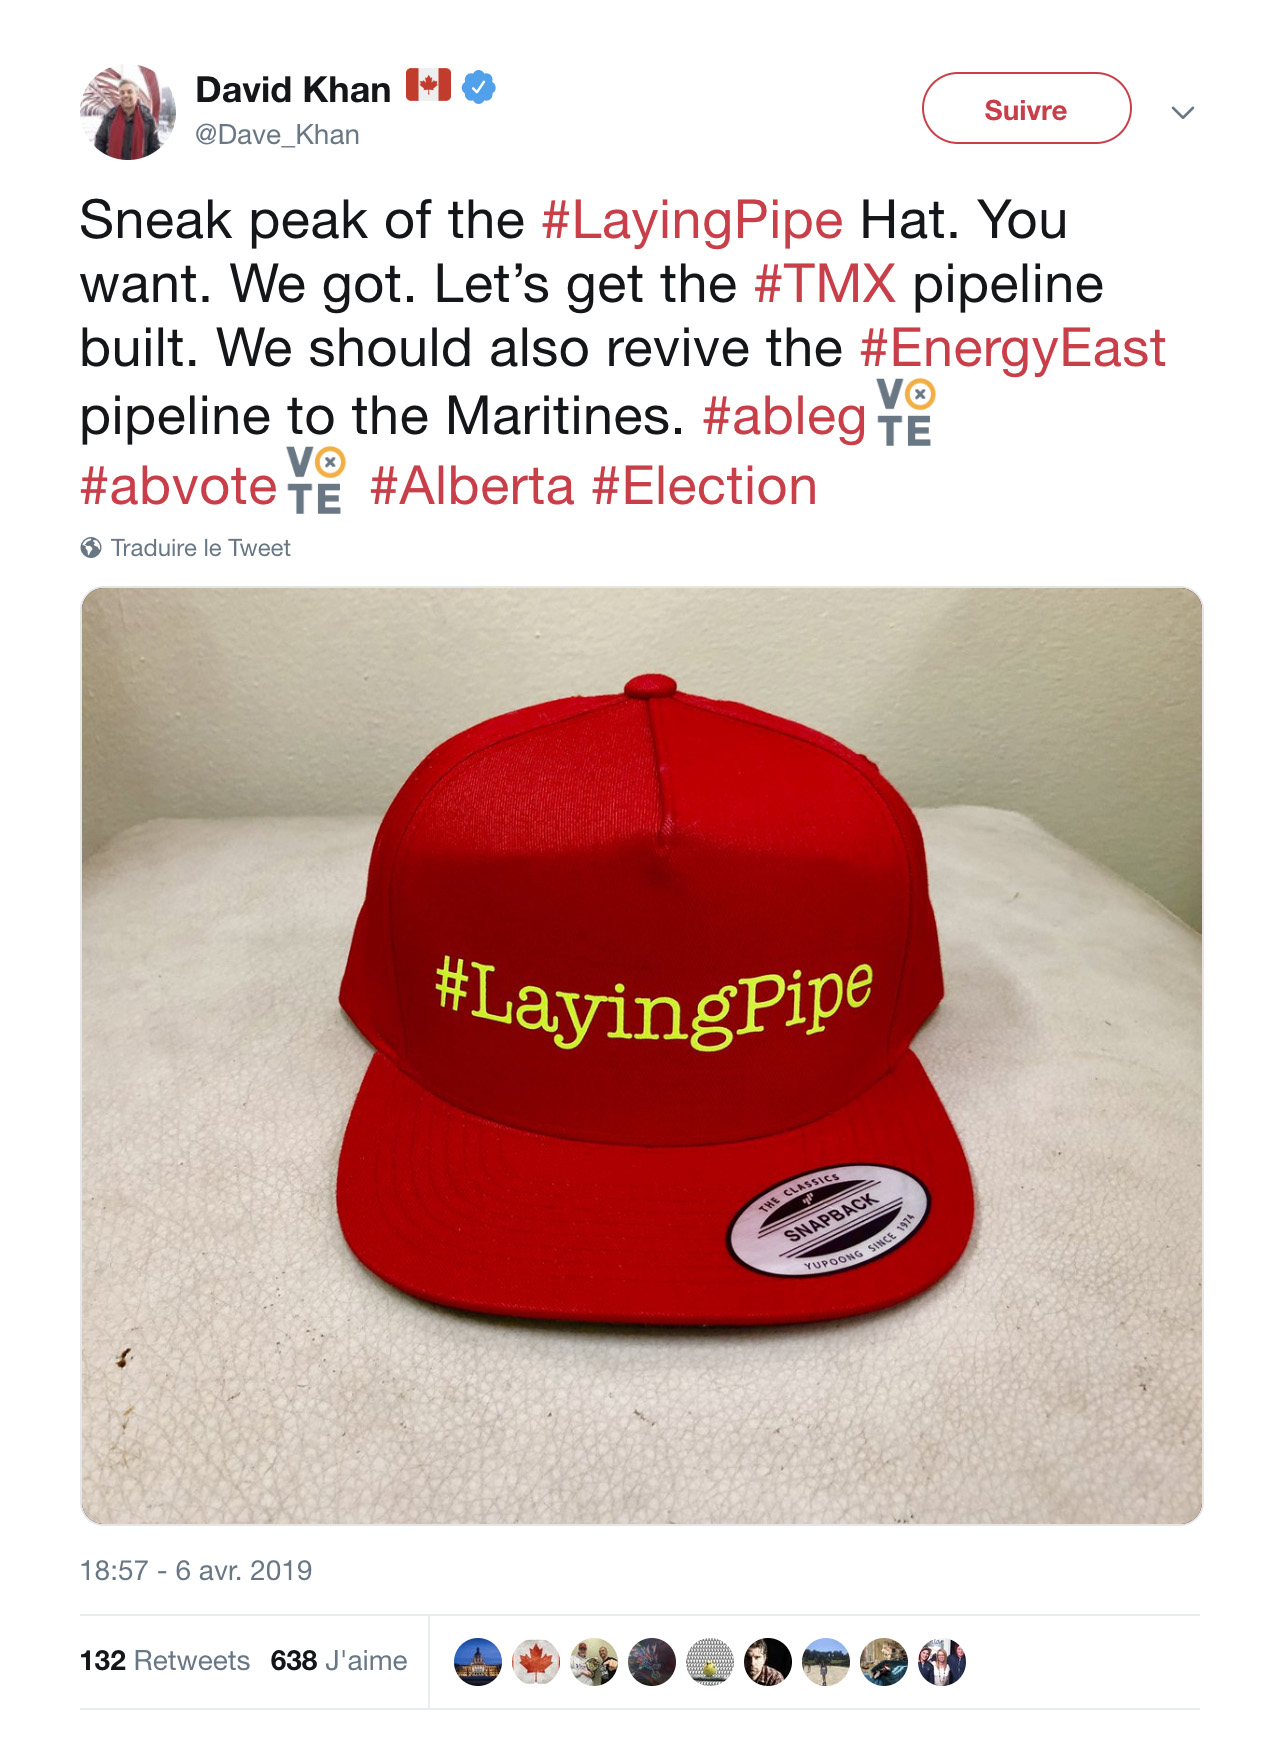 David Khan
@Dave_Khan
Suivre
Sneak peak of the #LayingPipe Hat. You
want. We got. Let’s get the #TMX pipeline
built. We should also revive the #EnergyEast
pipeline to the Maritines. #ableg VOTE
#abvote VOTE #Alberta #Election
Traduire le Tweet
#LayingPipe
THE CLASSICS
SNAPBACK
YUPOONG SINCE 1974
18:57 - 6 avr. 2019
132 Retweets 638 J'aime